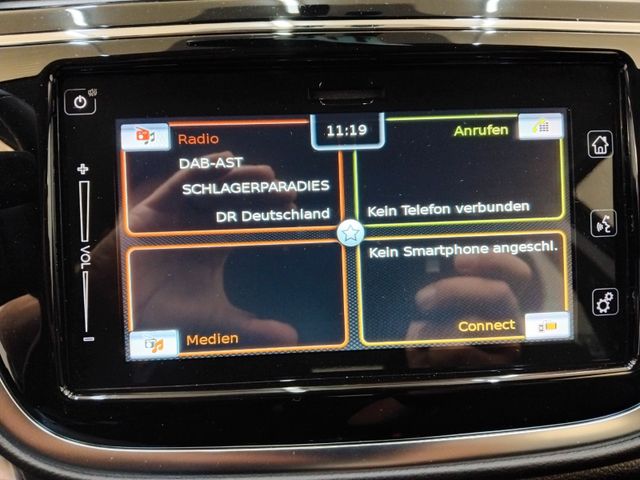 11:19
Radio
DAB-AST
SCHLAGERPARADIES
DR Deutschland
Anrufen
Kein Telefon verbunden
Medien
Kein Smartphone angeschl.
Connect
+
VOL
−